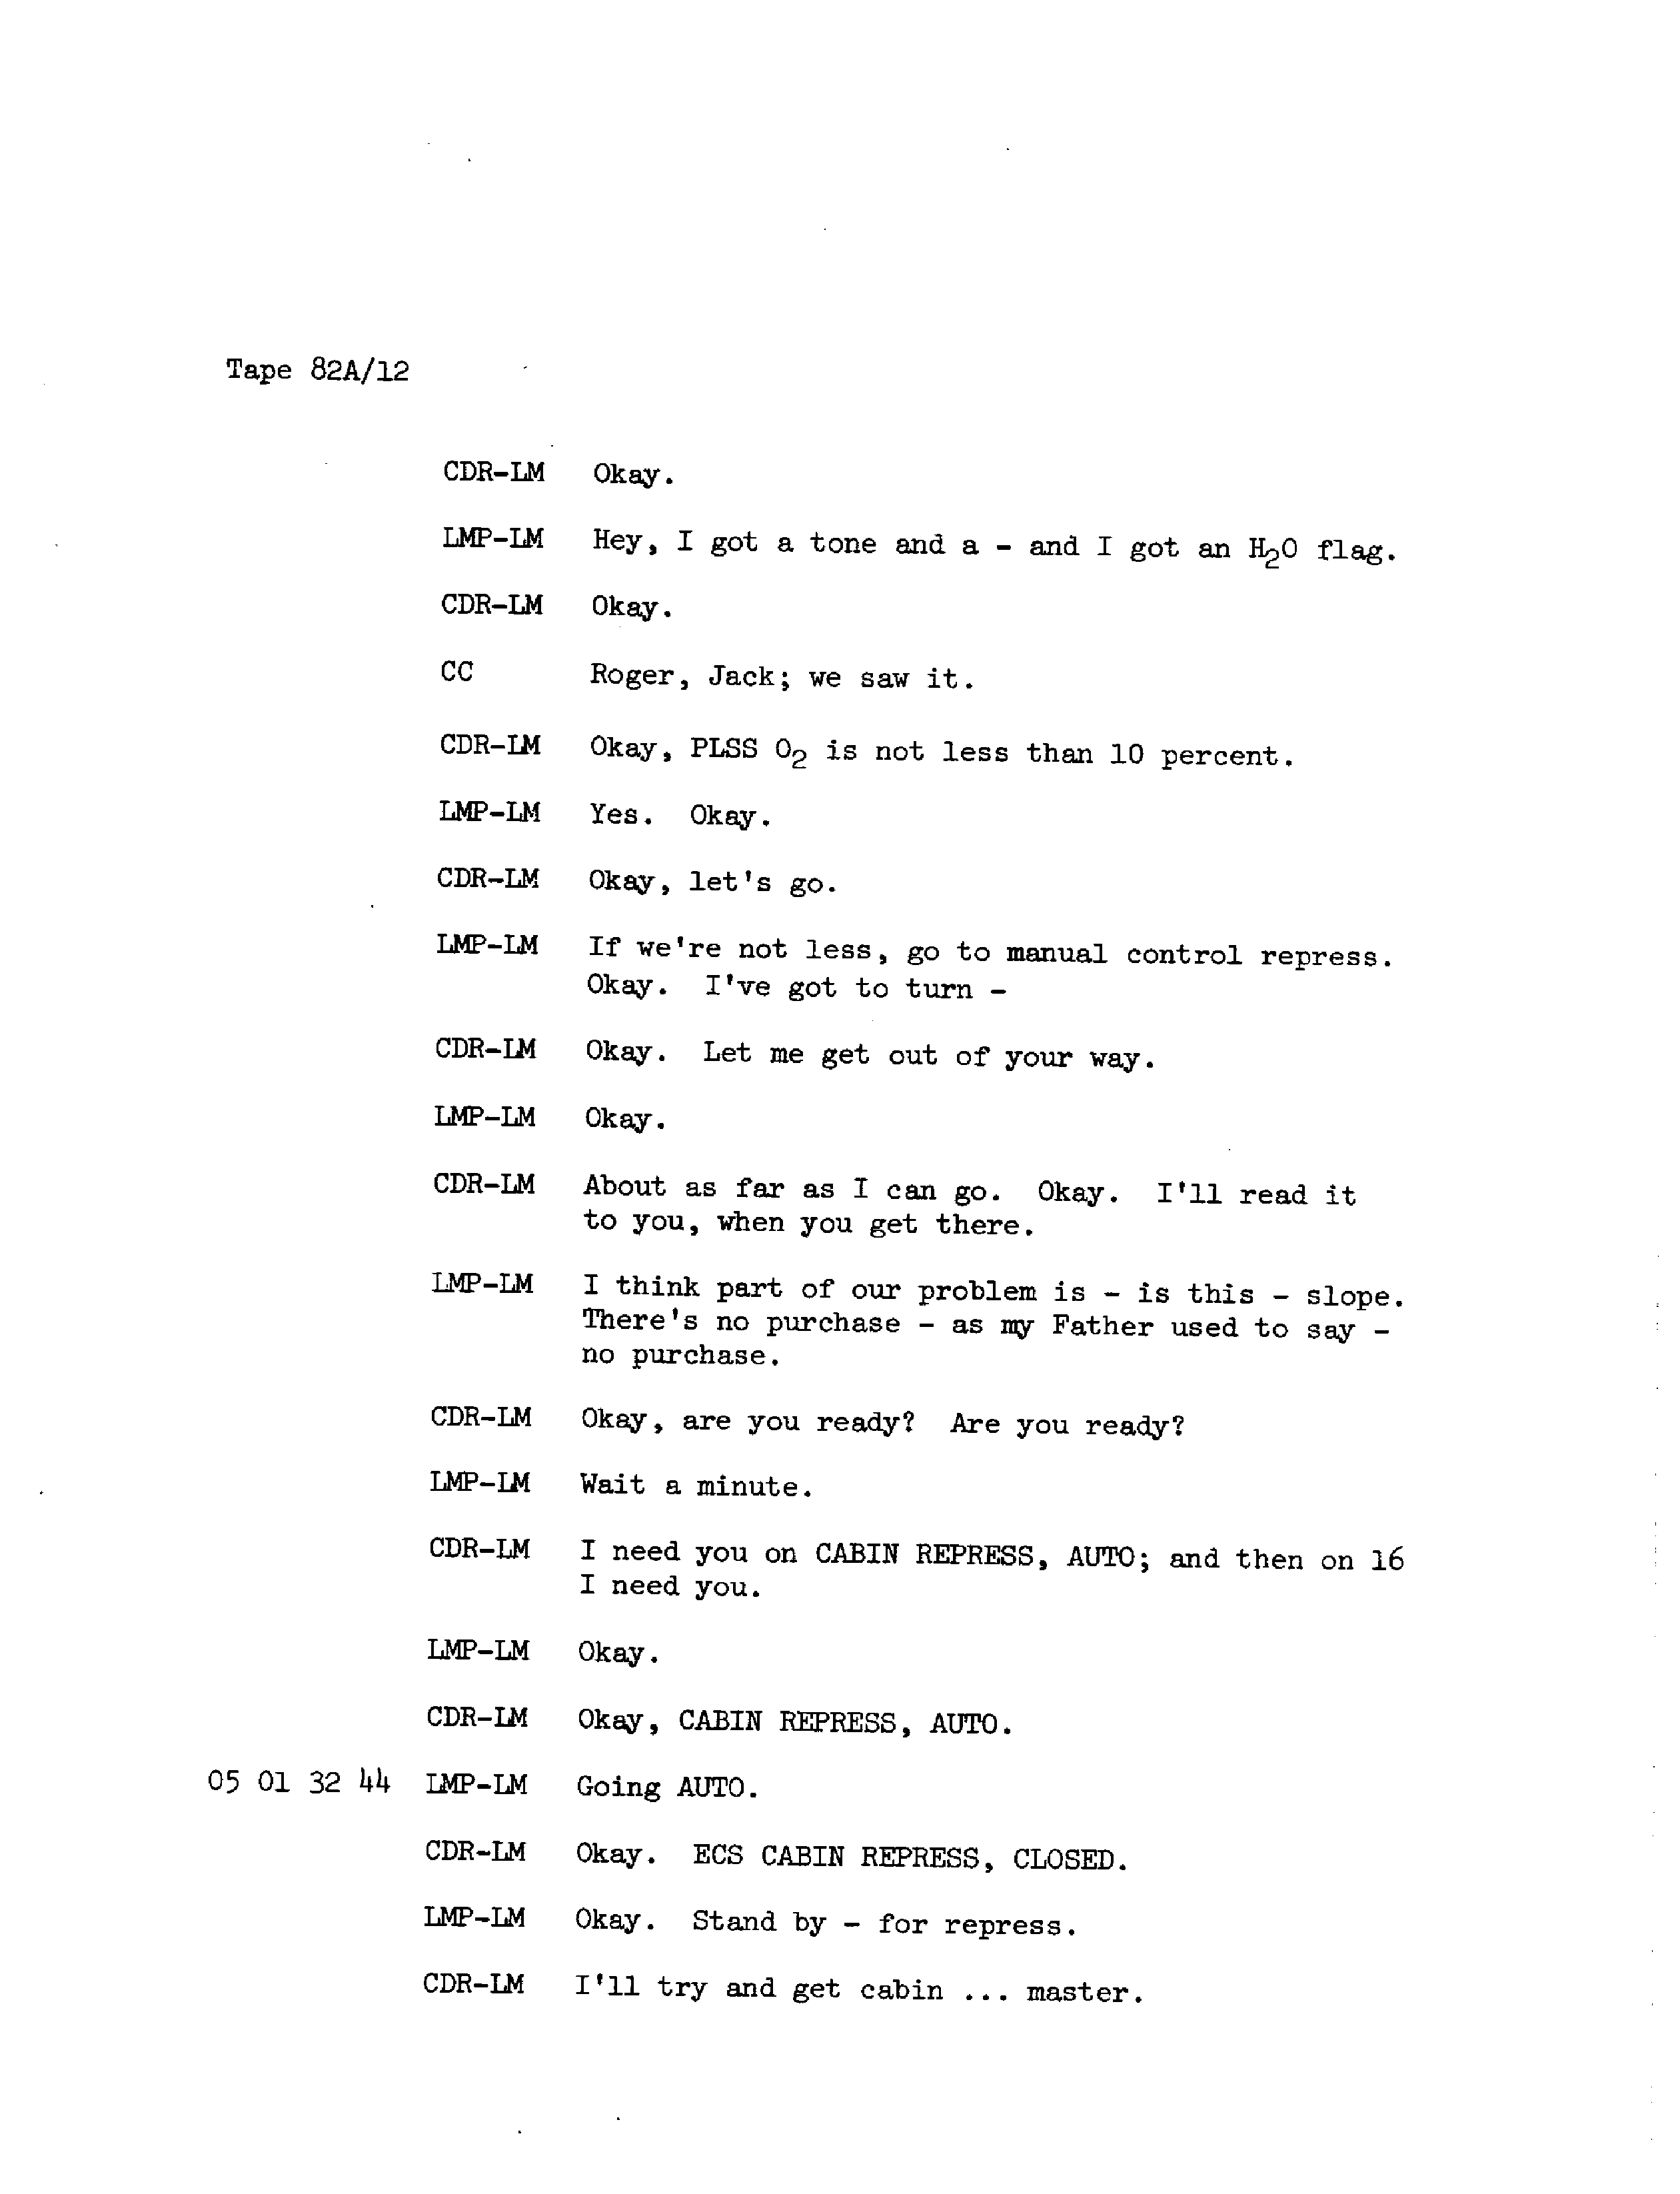 Tape 82A/12
CDR-LM Okay.
LMP-LM Hey, I got a tone and a - and I got an H2O flag.
CDR-LM Okay.
CC Roger, Jack; we saw it.
CDR-LM Okay, PLSS O2 is not less than 10 percent.
LMP-LM Yes. Okay.
CDR-LM Okay, let's go.
LMP-LM If we're not less, go to manual control repress.
Okay. I've got to turn -
CDR-LM Okay. Let me get out of your way.
LMP-LM Okay.
CDR-LM About as far as I can go. Okay. I'll read it
to you, when you get there.
LMP-LM I think part of our problem is - is this - slope.
There's no purchase - as my Father used to say -
no purchase.
CDR-LM Okay, are you ready? Are you ready?
LMP-LM Wait a minute.
CDR-LM I need you on CABIN REPRESS, AUTO; and then on 16
I need you.
LMP-LM Okay.
CDR-LM Okay, CABIN REPRESS, AUTO.
05 01 32 44 LMP-LM Going AUTO.
CDR-LM Okay. ECS CABIN REPRESS, CLOSED.
LMP-LM Okay. Stand by - for repress.
CDR-LM I'll try and get cabin ... master.